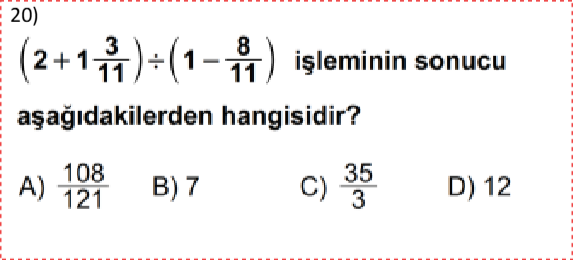 20)
(2 + 1 3/11) ÷ (1 − 8/11) işleminin sonucu
aşağıdakilerden hangisidir?
A) 108/121 B) 7 C) 35/3 D) 12